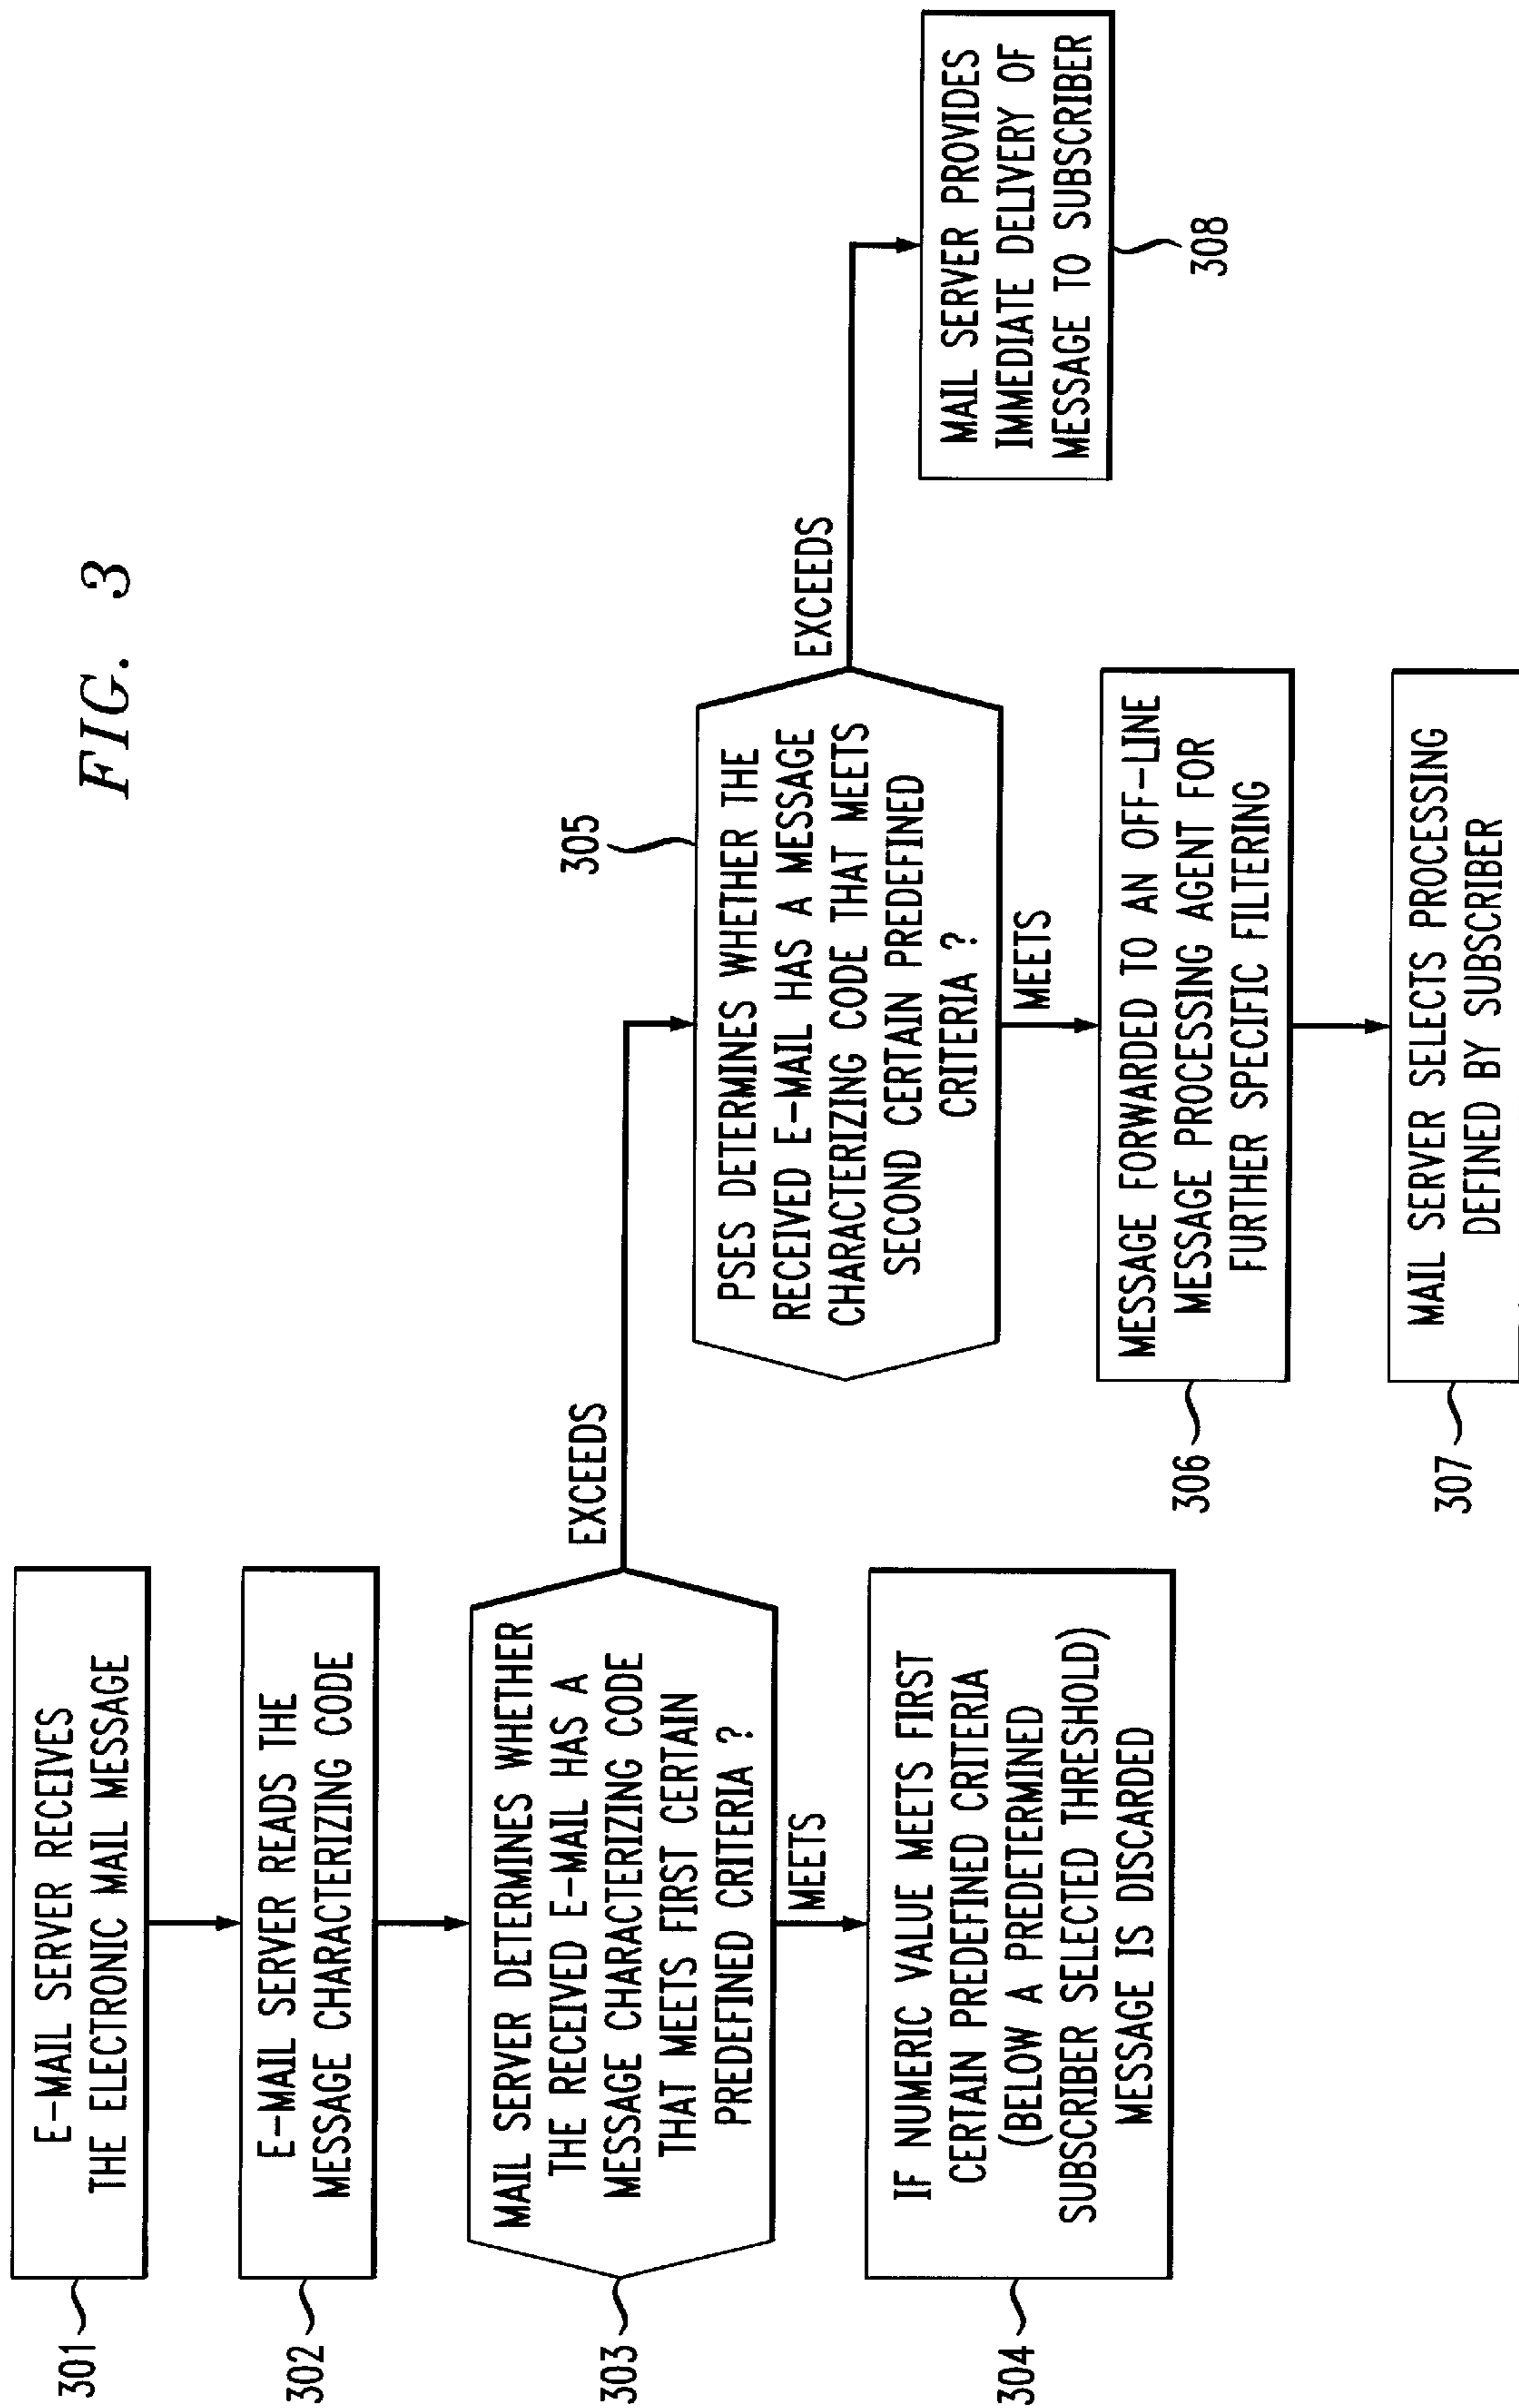 FIG. 3
E-MAIL SERVER RECEIVES
THE ELECTRONIC MAIL MESSAGE
301
E-MAIL SERVER READS THE
MESSAGE CHARACTERIZING CODE
302
MAIL SERVER DETERMINES WHETHER
THE RECEIVED E-MAIL HAS A
MESSAGE CHARACTERIZING CODE
THAT MEETS FIRST CERTAIN
PREDEFINED CRITERIA ?
303
EXCEEDS
MEETS
IF NUMERIC VALUE MEETS FIRST
CERTAIN PREDEFINED CRITERIA
(BELOW A PREDETERMINED
SUBSCRIBER SELECTED THRESHOLD)
MESSAGE IS DISCARDED
304
305
PSES DETERMINES WHETHER THE
RECEIVED E-MAIL HAS A MESSAGE
CHARACTERIZING CODE THAT MEETS
SECOND CERTAIN PREDEFINED
CRITERIA ?
EXCEEDS
MEETS
MESSAGE FORWARDED TO AN OFF-LINE
MESSAGE PROCESSING AGENT FOR
FURTHER SPECIFIC FILTERING
306
MAIL SERVER SELECTS PROCESSING
DEFINED BY SUBSCRIBER
307
MAIL SERVER PROVIDES
IMMEDIATE DELIVERY OF
MESSAGE TO SUBSCRIBER
308